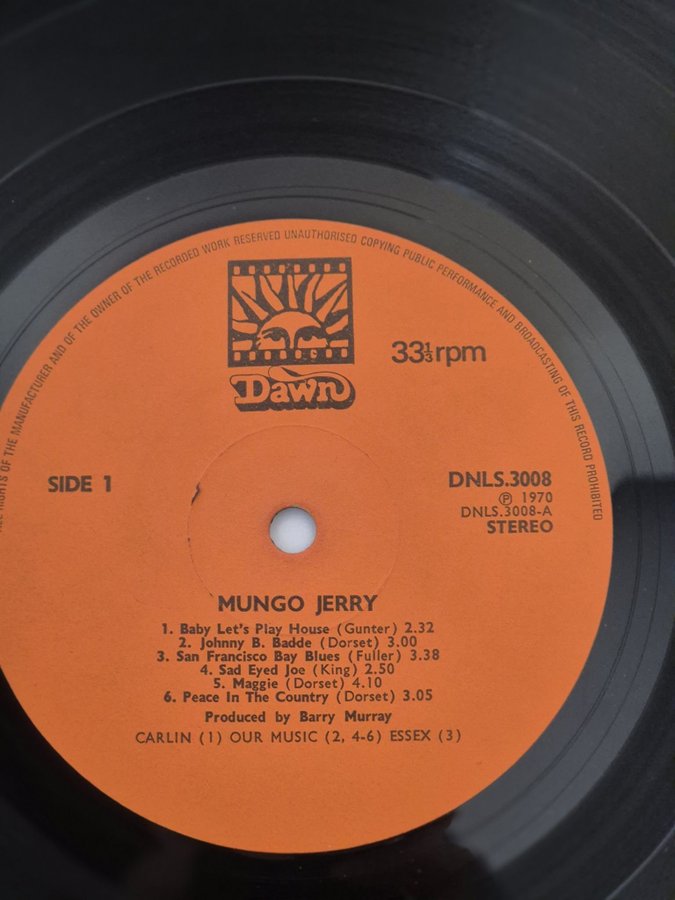 ALL RIGHTS OF THE MANUFACTURER AND OF THE OWNER OF THE RECORDED WORK RESERVED UNAUTHORISED COPYING PUBLIC PERFORMANCE AND BROADCASTING OF THIS RECORD PROHIBITED
Dawn
33⅓rpm
SIDE 1
DNLS.3008
℗ 1970
DNLS.3008-A
STEREO
MUNGO JERRY
1. Baby Let's Play House (Gunter) 2.32
2. Johnny B. Badde (Dorset) 3.00
3. San Francisco Bay Blues (Fuller) 3.38
4. Sad Eyed Joe (King) 2.50
5. Maggie (Dorset) 4.10
6. Peace In The Country (Dorset) 3.05
Produced by Barry Murray
CARLIN (1) OUR MUSIC (2, 4-6) ESSEX (3)